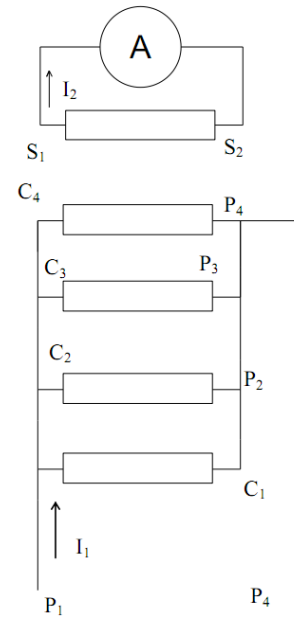 A
I₂
S₁ S₂
C₄ P₄
C₃ P₃
C₂
P₂
C₁
I₁
P₁ P₄